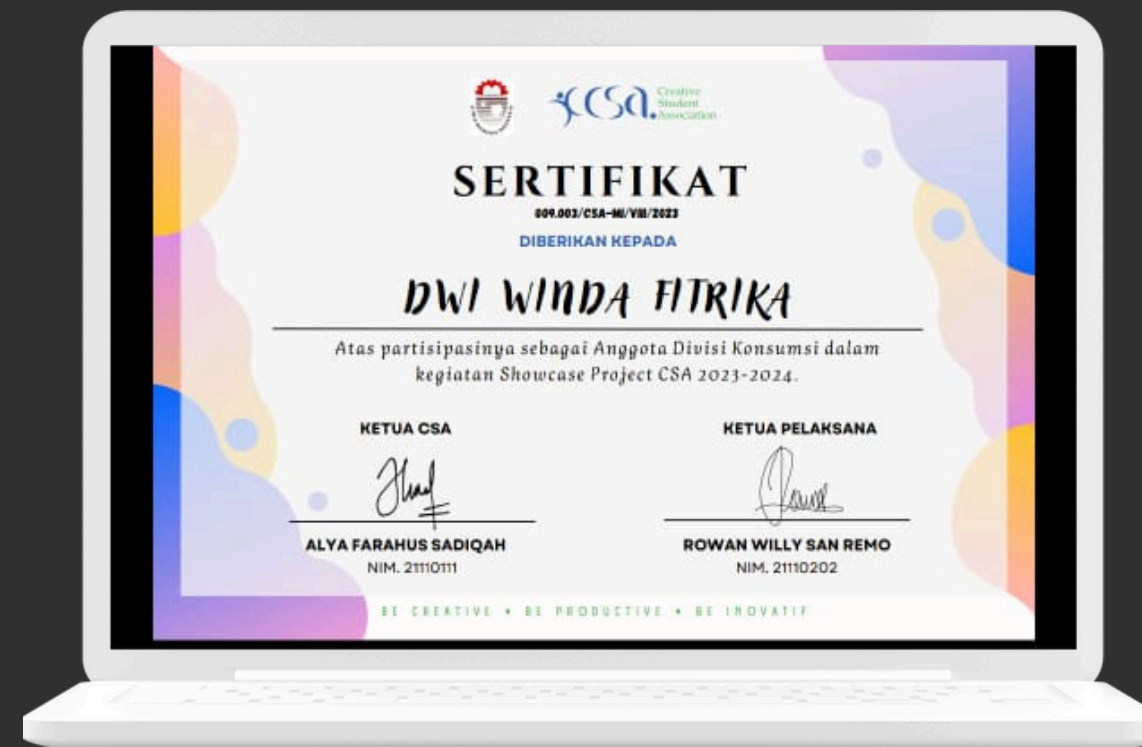 CCSA.
Creative
Student
Association
SERTIFIKAT
009.003/CSA-MI/VIII/2023
DIBERIKAN KEPADA
DWI WINDA FITRIKA
Atas partisipasinya sebagai Anggota Divisi Konsumsi dalam
kegiatan Showcase Project CSA 2023-2024.
KETUA CSA
KETUA PELAKSANA
ALYA FARAHUS SADIQAH
ROWAN WILLY SAN REMO
NIM. 21110111
NIM. 21110202
BE CREATIVE • BE PRODUCTIVE • BE INOVATIF